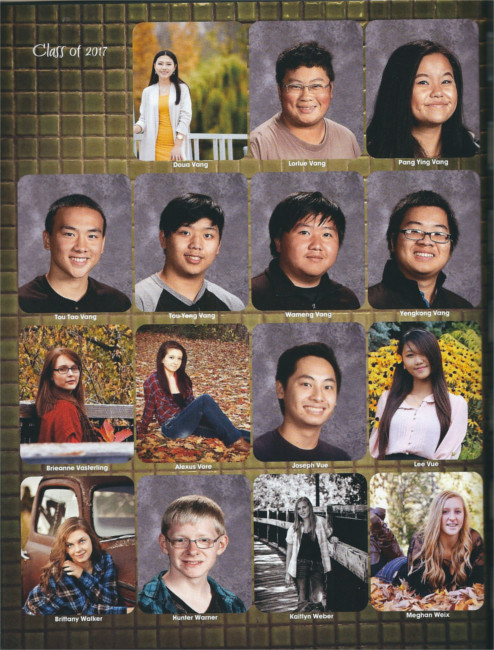 Class of 2017
Doua Vang
Lorlue Vang
Pang Ying Vang
Tou Tao Vang
Tou-Yeng Vang
Wameng Vang
Yengkong Vang
Brieanne Vasterling
Alexus Vore
Joseph Vue
Lee Vue
Brittany Walker
Hunter Warner
Kaitlyn Weber
Meghan Weix